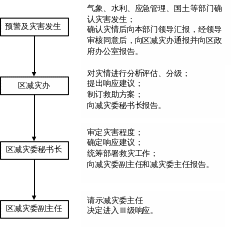 预警及灾害发生
气象、水利、应急管理、国土等部门确
认灾害发生；
确认灾情后向本部门领导汇报，经领导
审核同意后，向区减灾办通报并向区政
府办公室报告。
区减灾办
对灾情进行分析评估、分级；
提出响应建议；
制订救助方案；
向减灾委秘书长报告。
区减灾委秘书长
审定灾害程度；
确定响应建议；
统筹部署救灾工作；
向减灾委副主任和减灾委主任报告。
区减灾委副主任
请示减灾委主任
决定进入Ⅲ级响应。